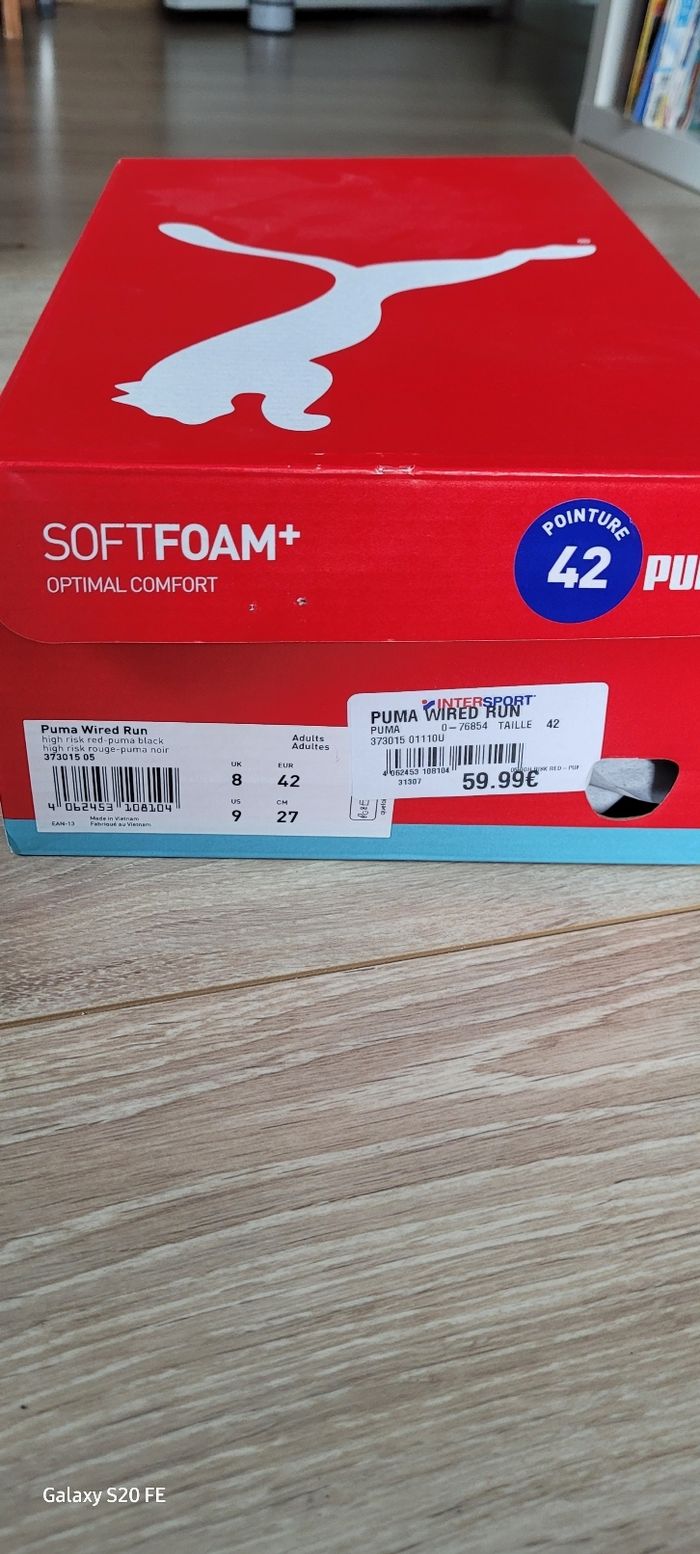 SOFTFOAM+
OPTIMAL COMFORT
POINTURE
42
Puma Wired Run
high risk red-puma black
high risk rouge-puma noir
373015 05
Adults
Adultes
UK
8
EUR
42
US
9
CM
27
4 062453 108104
EAN-13
Made in Vietnam
Fabriqué au Vietnam
INTERSPORT
PUMA WIRED RUN
PUMA 0-76854 TAILLE 42
373015 01110U
4 062453 108104
31307
59.99€
Galaxy S20 FE